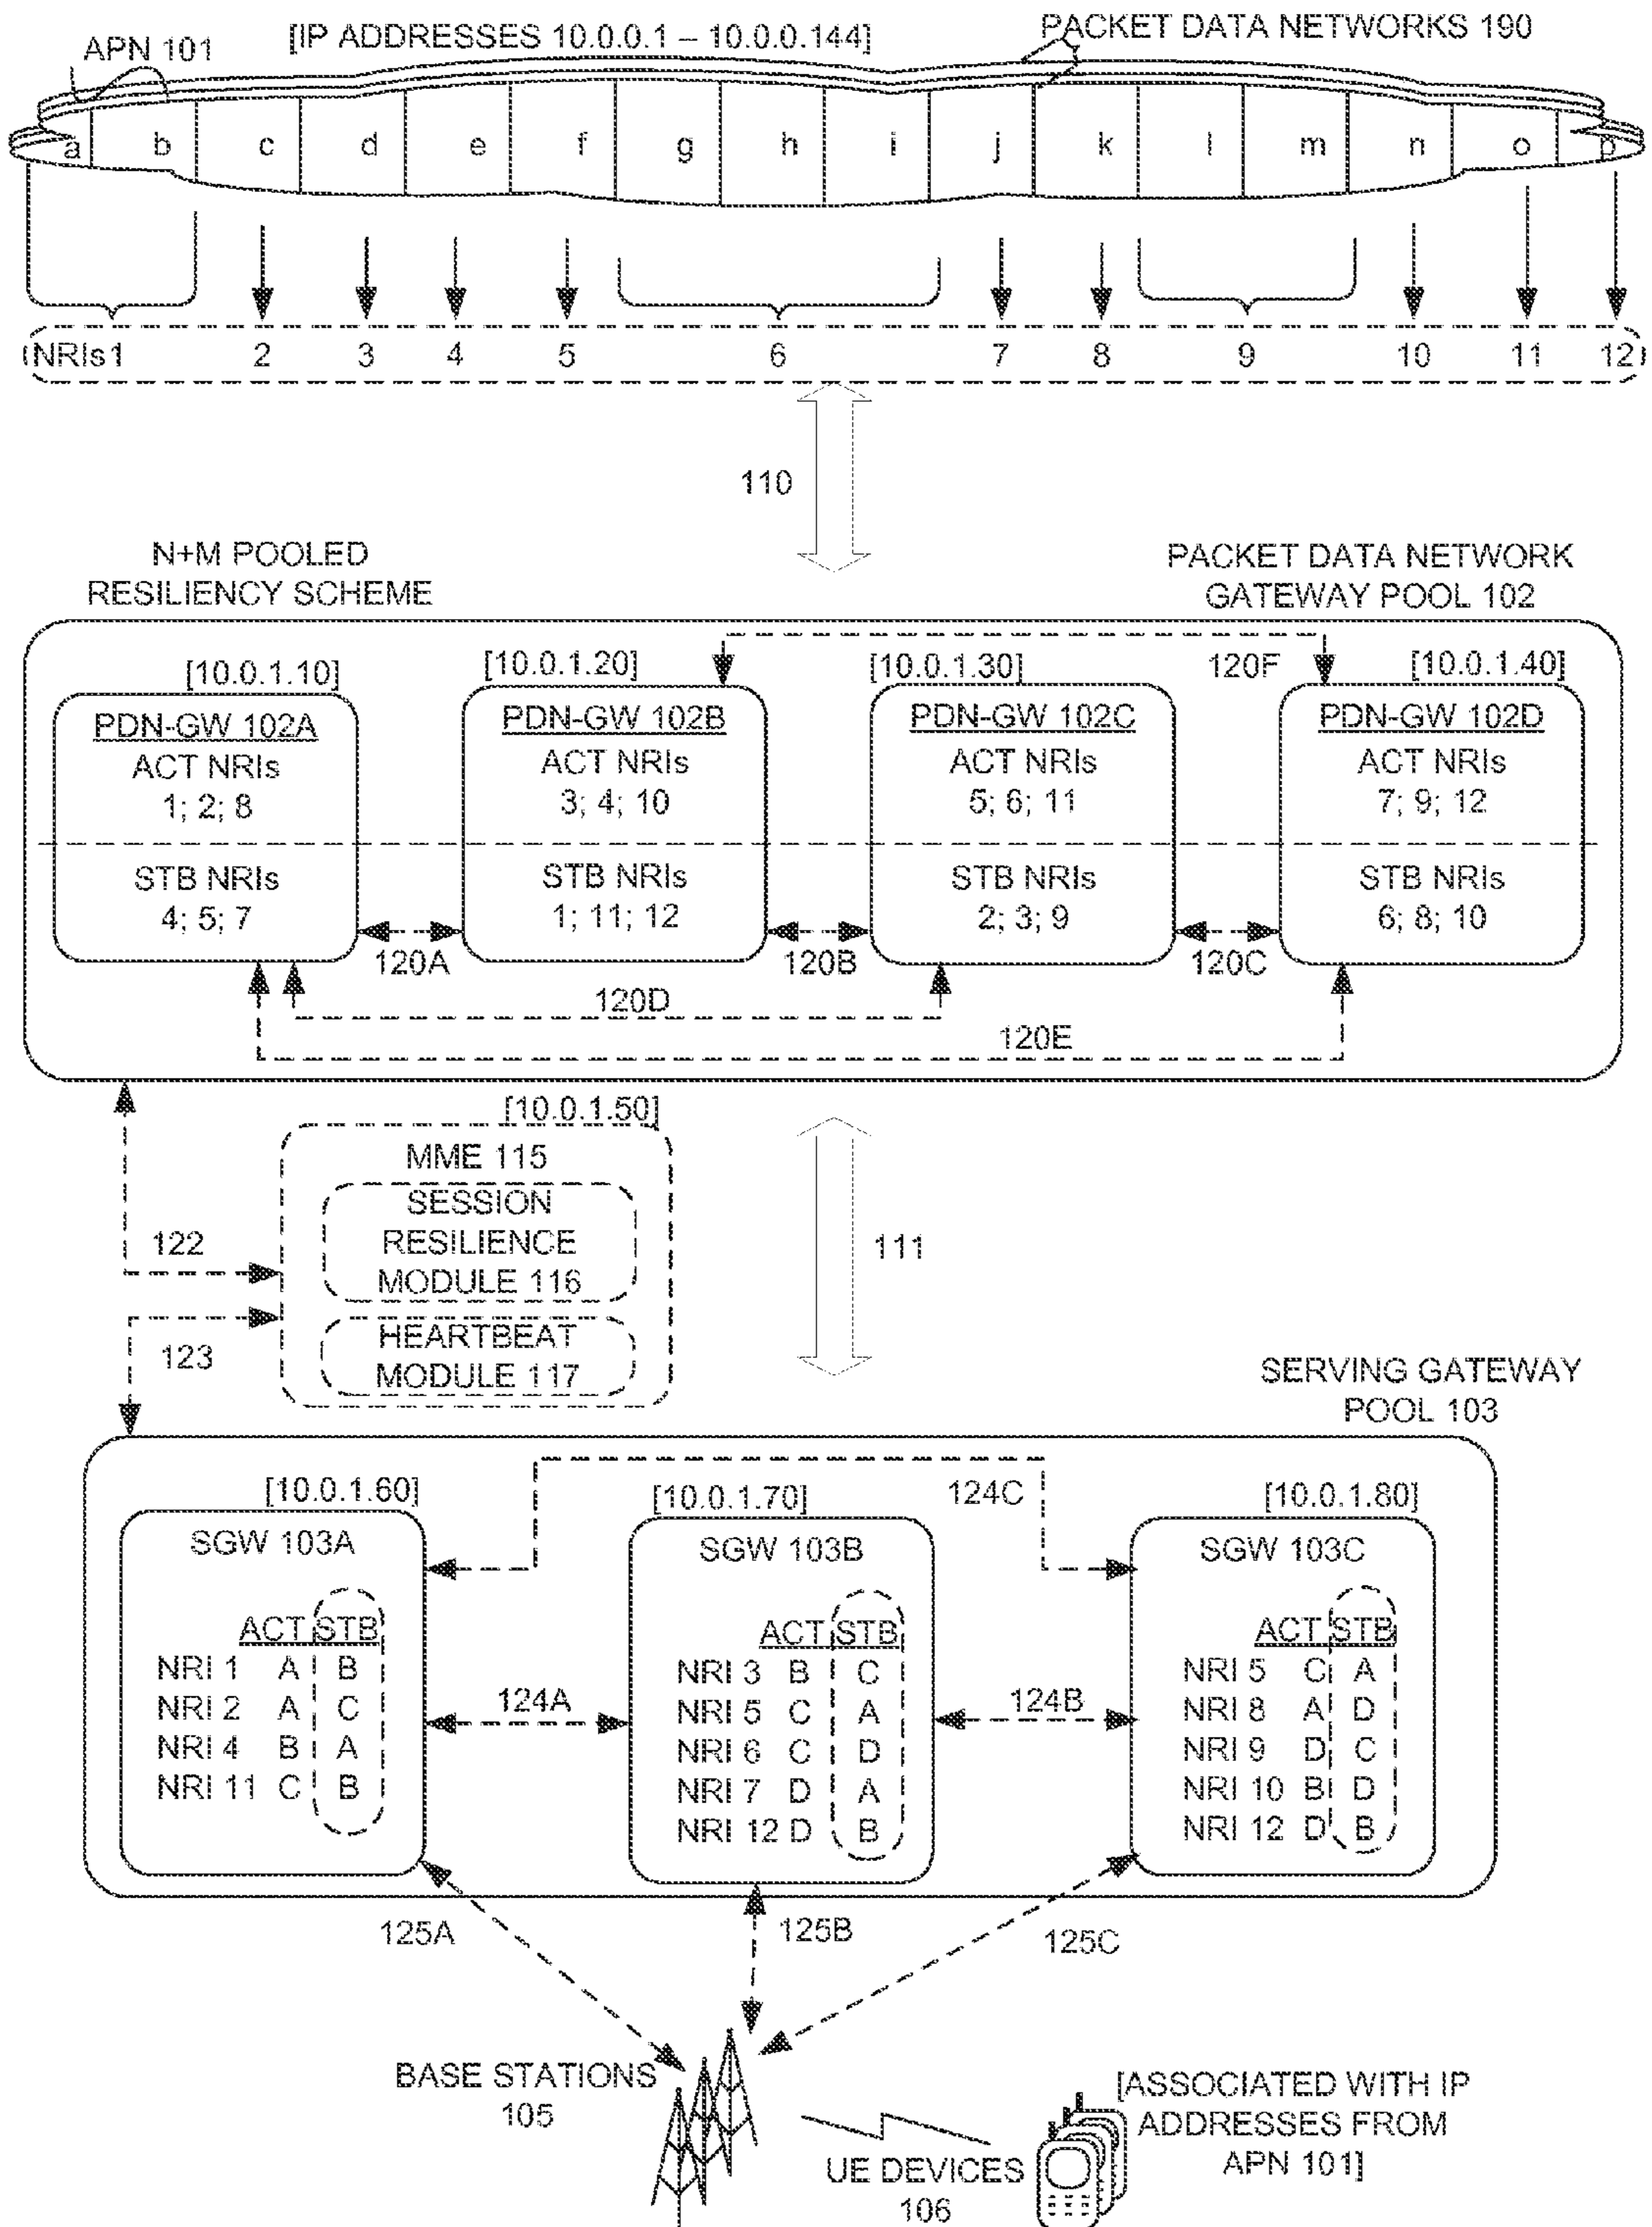 APN 101
[IP ADDRESSES 10.0.0.1 – 10.0.0.144]
PACKET DATA NETWORKS 190
a b c d e f g h i j k l m n o p
NRIs1 2 3 4 5 6 7 8 9 10 11 12
110
N+M POOLED
RESILIENCY SCHEME
PACKET DATA NETWORK
GATEWAY POOL 102
120F
[10.0.1.10]
PDN-GW 102A
ACT NRIs
1; 2; 8
STB NRIs
4; 5; 7
[10.0.1.20]
PDN-GW 102B
ACT NRIs
3; 4; 10
STB NRIs
1; 11; 12
[10.0.1.30]
PDN-GW 102C
ACT NRIs
5; 6; 11
STB NRIs
2; 3; 9
[10.0.1.40]
PDN-GW 102D
ACT NRIs
7; 9; 12
STB NRIs
6; 8; 10
120A
120B
120C
120D
120E
[10.0.1.50]
MME 115
SESSION
RESILIENCE
MODULE 116
HEARTBEAT
MODULE 117
122
123
111
SERVING GATEWAY
POOL 103
124C
[10.0.1.60]
SGW 103A
ACT STB
NRI 1 A B
NRI 2 A C
NRI 4 B A
NRI 11 C B
124A
[10.0.1.70]
SGW 103B
ACT STB
NRI 3 B C
NRI 5 C A
NRI 6 C D
NRI 7 D A
NRI 12 D B
124B
[10.0.1.80]
SGW 103C
ACT STB
NRI 5 C A
NRI 8 A D
NRI 9 D C
NRI 10 B D
NRI 12 D B
125A
125B
125C
BASE STATIONS
105
UE DEVICES
106
[ASSOCIATED WITH IP
ADDRESSES FROM
APN 101]